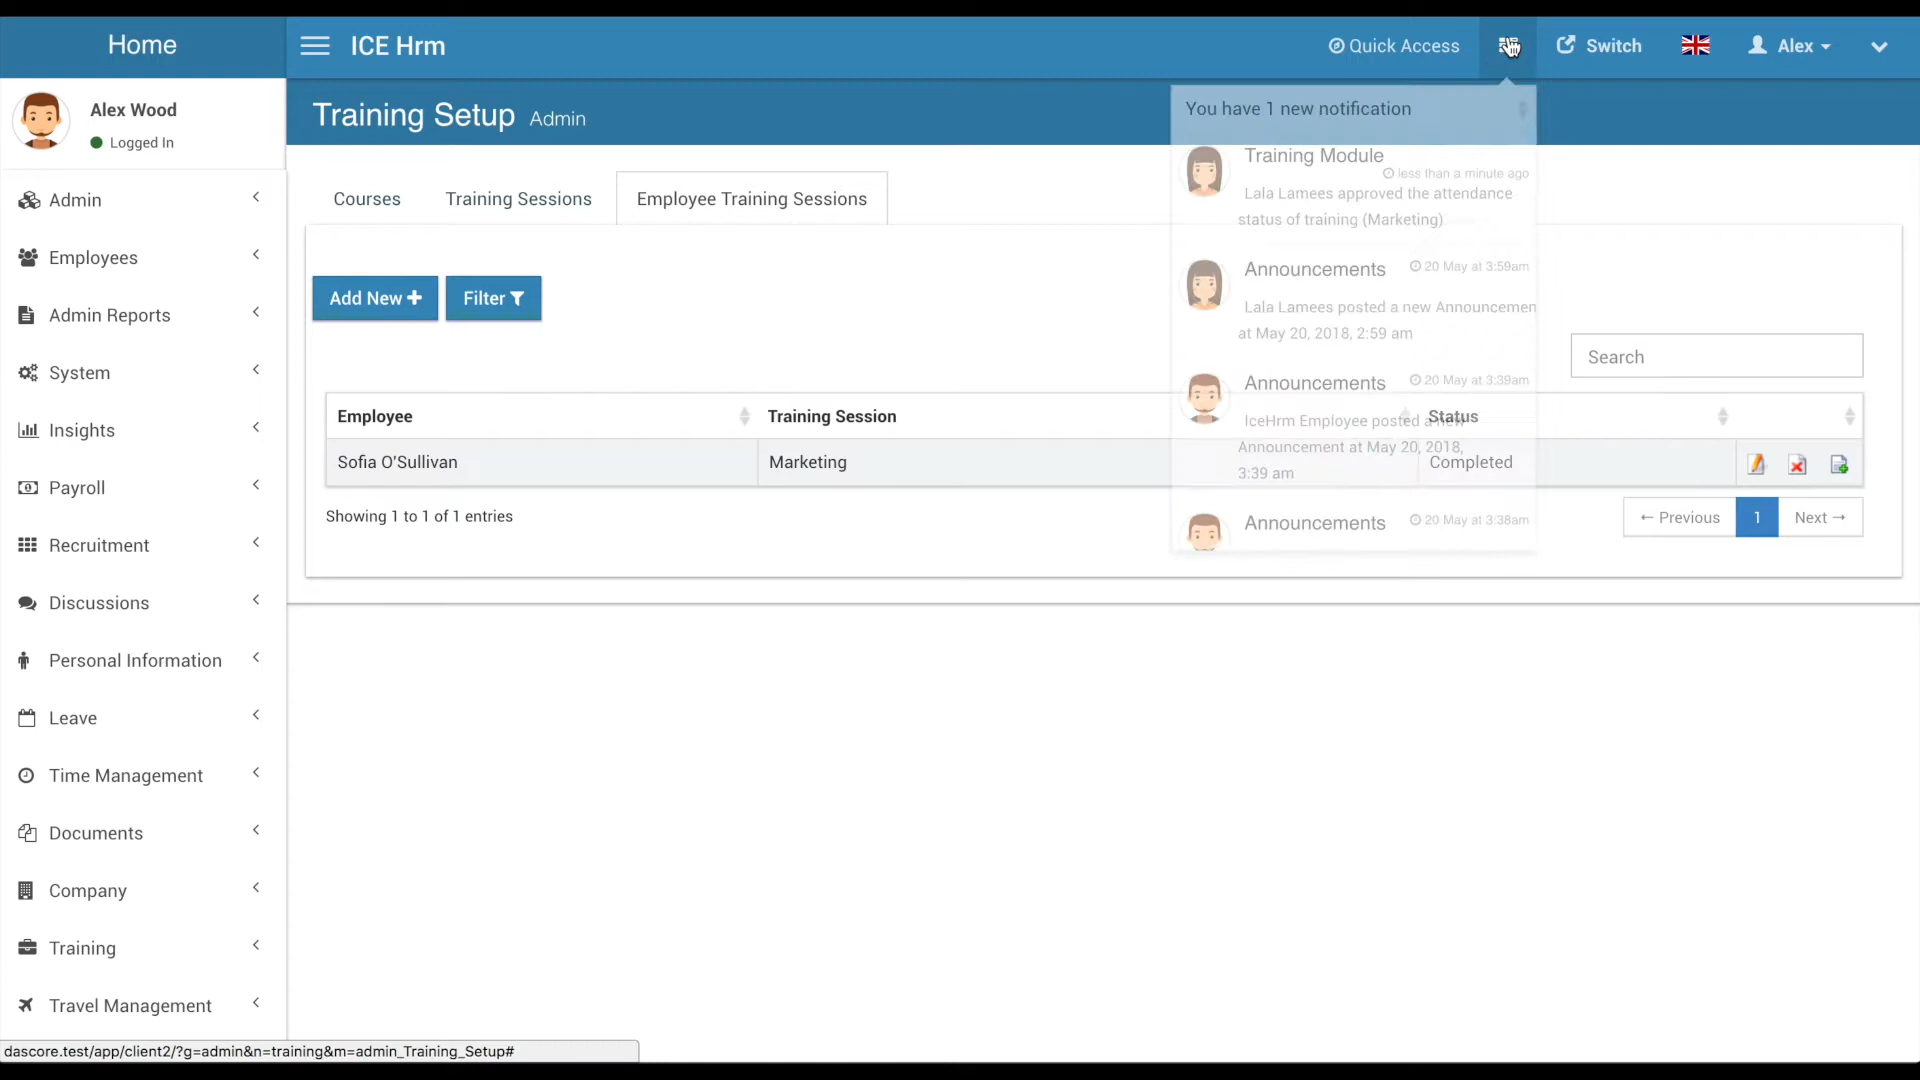 Home
ICE Hrm
Quick Access
Switch
Alex
Alex Wood
Logged In
Training Setup Admin
You have 1 new notification
Training Module
less than a minute ago
Lala Lamees approved the attendance
status of training (Marketing)
Announcements
20 May at 3:59am
Lala Lamees posted a new Announcemen
at May 20, 2018, 2:59 am
Announcements
20 May at 3:39am
IceHrm Employee posted a new
Announcement at May 20, 2018,
3:39 am
Announcements
20 May at 3:38am
Admin
Employees
Admin Reports
System
Insights
Payroll
Recruitment
Discussions
Personal Information
Leave
Time Management
Documents
Company
Training
Travel Management
Courses
Training Sessions
Employee Training Sessions
Add New
Filter
Search
Employee
Training Session
Status
Sofia O'Sullivan
Marketing
Completed
Showing 1 to 1 of 1 entries
← Previous
1
Next →
dascore.test/app/client2/?g=admin&n=training&m=admin_Training_Setup#